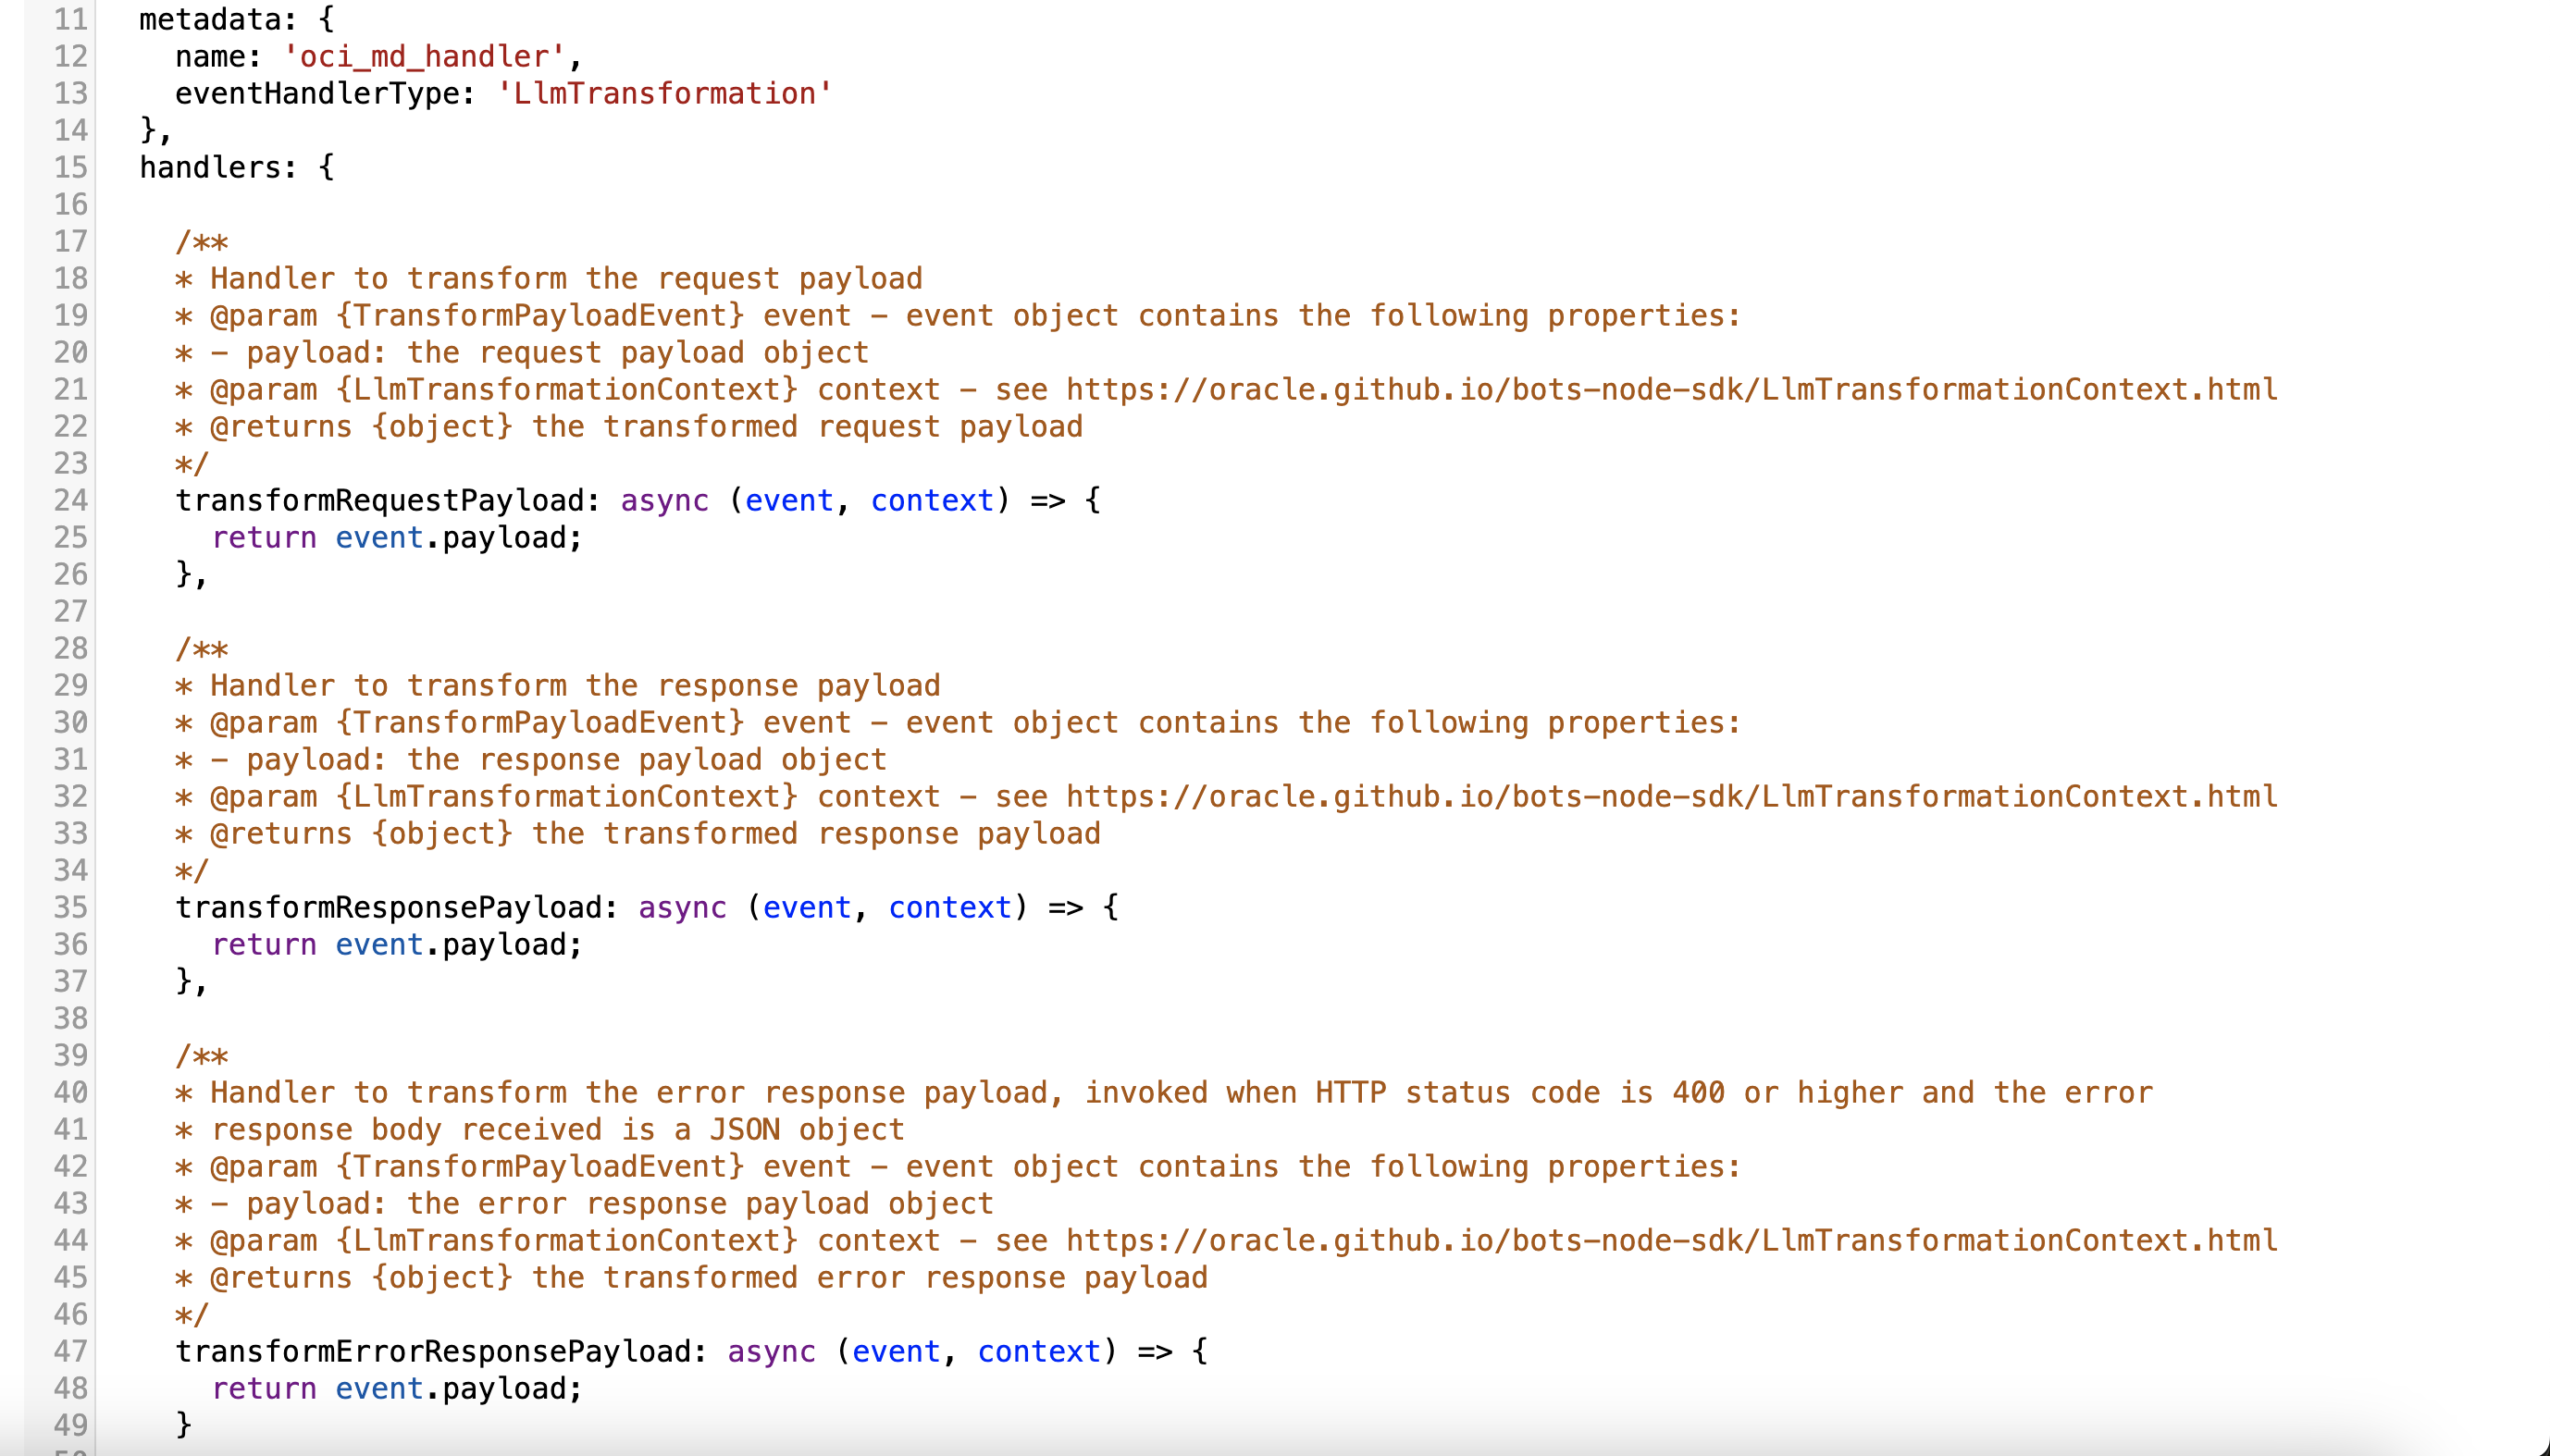 11 metadata: {
12 name: 'oci_md_handler',
13 eventHandlerType: 'LlmTransformation'
14 },
15 handlers: {
16
17 /**
18 * Handler to transform the request payload
19 * @param {TransformPayloadEvent} event - event object contains the following properties:
20 * - payload: the request payload object
21 * @param {LlmTransformationContext} context - see https://oracle.github.io/bots-node-sdk/LlmTransformationContext.html
22 * @returns {object} the transformed request payload
23 */
24 transformRequestPayload: async (event, context) => {
25 return event.payload;
26 },
27
28 /**
29 * Handler to transform the response payload
30 * @param {TransformPayloadEvent} event - event object contains the following properties:
31 * - payload: the response payload object
32 * @param {LlmTransformationContext} context - see https://oracle.github.io/bots-node-sdk/LlmTransformationContext.html
33 * @returns {object} the transformed response payload
34 */
35 transformResponsePayload: async (event, context) => {
36 return event.payload;
37 },
38
39 /**
40 * Handler to transform the error response payload, invoked when HTTP status code is 400 or higher and the error
41 * response body received is a JSON object
42 * @param {TransformPayloadEvent} event - event object contains the following properties:
43 * - payload: the error response payload object
44 * @param {LlmTransformationContext} context - see https://oracle.github.io/bots-node-sdk/LlmTransformationContext.html
45 * @returns {object} the transformed error response payload
46 */
47 transformErrorResponsePayload: async (event, context) => {
48 return event.payload;
49 }